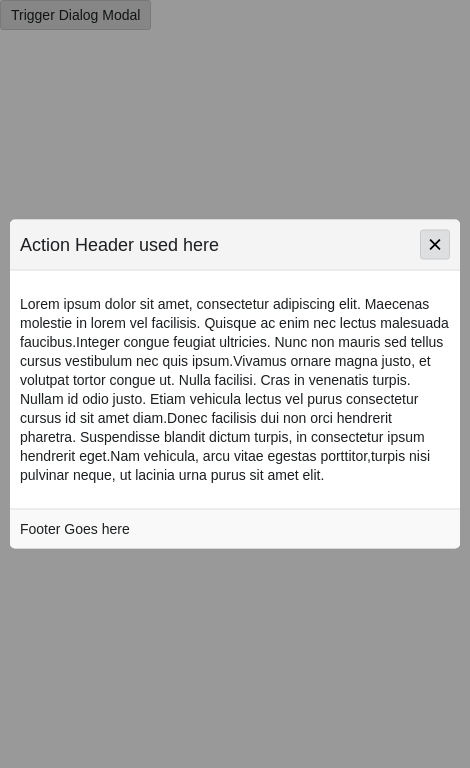 Trigger Dialog Modal
Action Header used here
Lorem ipsum dolor sit amet, consectetur adipiscing elit. Maecenas
molestie in lorem vel facilisis. Quisque ac enim nec lectus malesuada
faucibus.Integer congue feugiat ultricies. Nunc non mauris sed tellus
cursus vestibulum nec quis ipsum.Vivamus ornare magna justo, et
volutpat tortor congue ut. Nulla facilisi. Cras in venenatis turpis.
Nullam id odio justo. Etiam vehicula lectus vel purus consectetur
cursus id sit amet diam.Donec facilisis dui non orci hendrerit
pharetra. Suspendisse blandit dictum turpis, in consectetur ipsum
hendrerit eget.Nam vehicula, arcu vitae egestas porttitor,turpis nisi
pulvinar neque, ut lacinia urna purus sit amet elit.
Footer Goes here